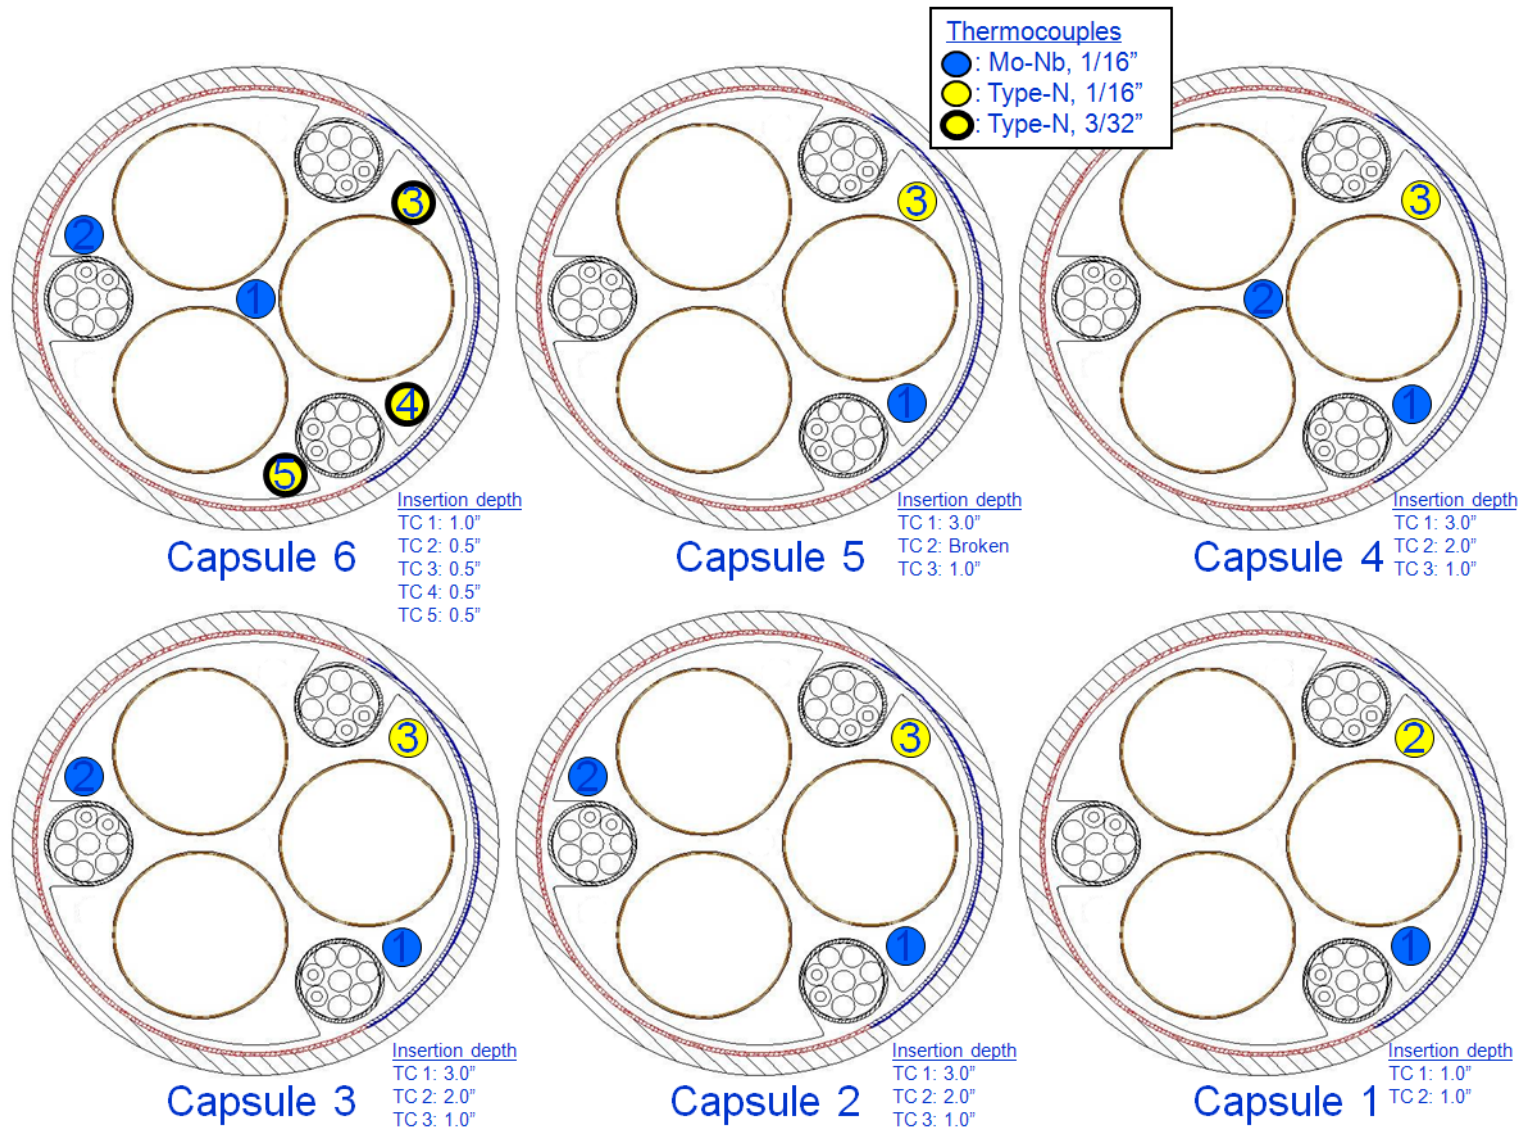 Thermocouples
: Mo-Nb, 1/16”
: Type-N, 1/16”
: Type-N, 3/32”
3
2
1
4
5
Insertion depth
TC 1: 1.0”
TC 2: 0.5”
TC 3: 0.5”
TC 4: 0.5”
TC 5: 0.5”
Capsule 6
3
1
Insertion depth
TC 1: 3.0”
TC 2: Broken
TC 3: 1.0”
Capsule 5
3
2
1
Insertion depth
TC 1: 3.0”
TC 2: 2.0”
TC 3: 1.0”
Capsule 4
3
2
1
Insertion depth
TC 1: 3.0”
TC 2: 2.0”
TC 3: 1.0”
Capsule 3
3
2
1
Insertion depth
TC 1: 3.0”
TC 2: 2.0”
TC 3: 1.0”
Capsule 2
2
1
Insertion depth
TC 1: 1.0”
TC 2: 1.0”
Capsule 1